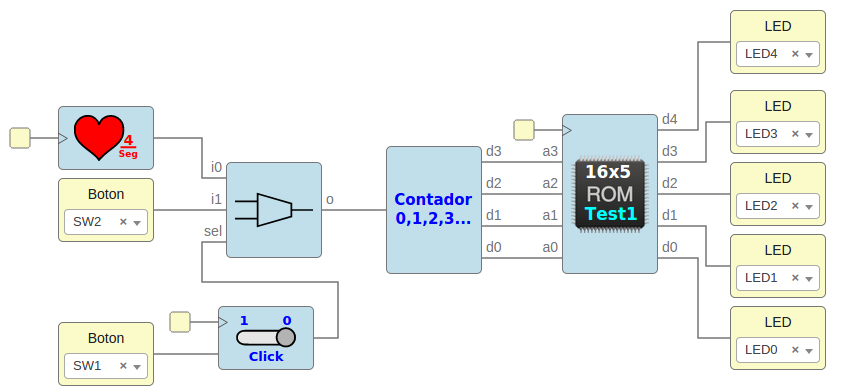 LED
LED4 ×
4
Seg
Boton
SW2 ×
i0
i1
sel
o
Contador
0,1,2,3...
d3
d2
d1
d0
a3
a2
a1
a0
16x5
ROM
Test1
d4
d3
d2
d1
d0
LED
LED3 ×
LED
LED2 ×
LED
LED1 ×
LED
LED0 ×
Boton
SW1 ×
1 0
Click